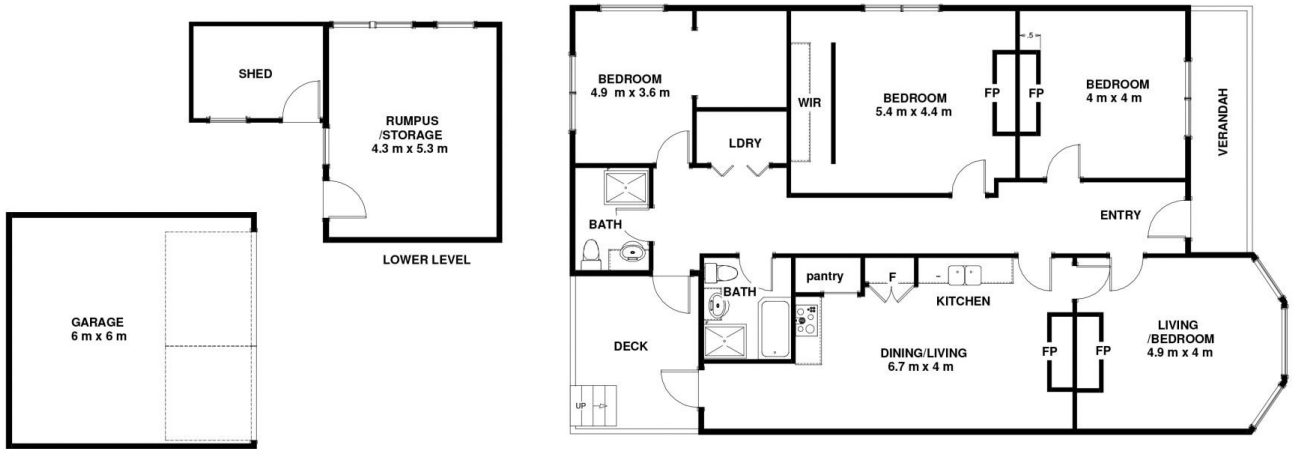 SHED
RUMPUS
/STORAGE
4.3 m x 5.3 m
LOWER LEVEL
GARAGE
6 m x 6 m
BEDROOM
4.9 m x 3.6 m
LDRY
WIR
BEDROOM
5.4 m x 4.4 m
FP
FP
.5
BEDROOM
4 m x 4 m
VERANDAH
BATH
ENTRY
BATH
pantry
F
KITCHEN
DECK
UP
DINING/LIVING
6.7 m x 4 m
FP
FP
LIVING
/BEDROOM
4.9 m x 4 m